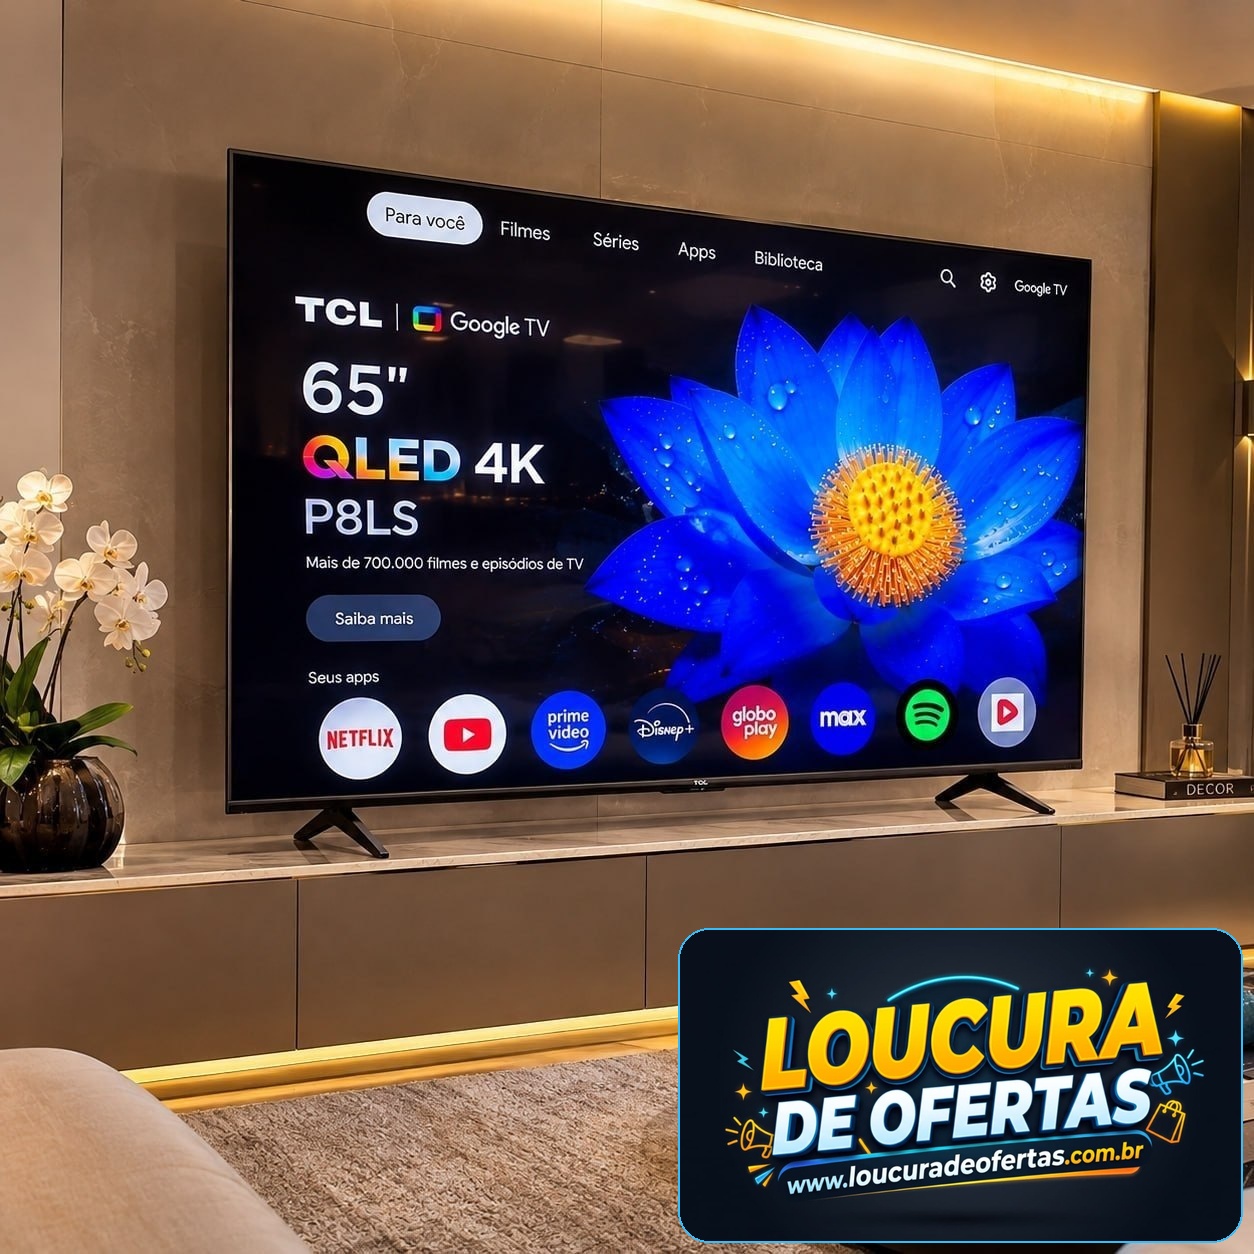 Para você
Filmes
Séries
Apps
Biblioteca
Google TV
TCL | Google TV
65"
QLED 4K
P8LS
Mais de 700.000 filmes e episódios de TV
Saiba mais
Seus apps
NETFLIX
prime video
Disney+
globo play
max
TCL
DECOR
LOUCURA
DE OFERTAS
www.loucuradeofertas.com.br